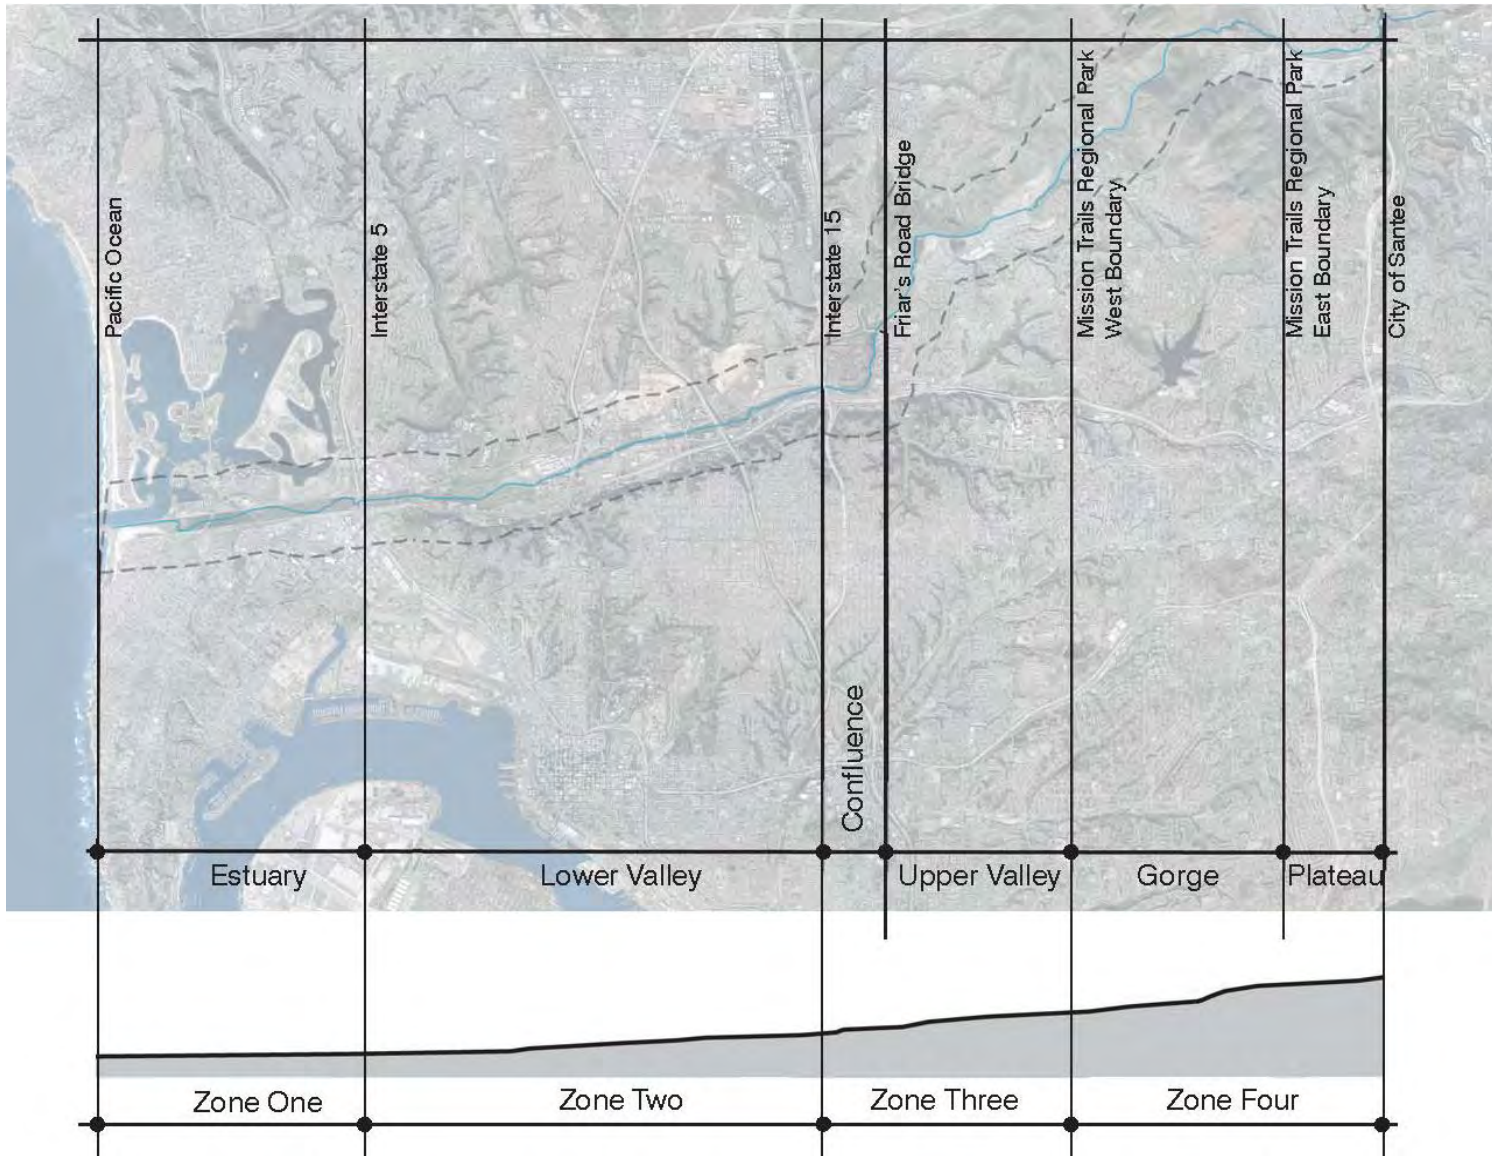 Pacific Ocean
Interstate 5
Interstate 15
Friar's Road Bridge
Mission Trails Regional Park
West Boundary
Mission Trails Regional Park
East Boundary
City of Santee
Confluence
Estuary
Lower Valley
Upper Valley
Gorge
Plateau
Zone One
Zone Two
Zone Three
Zone Four